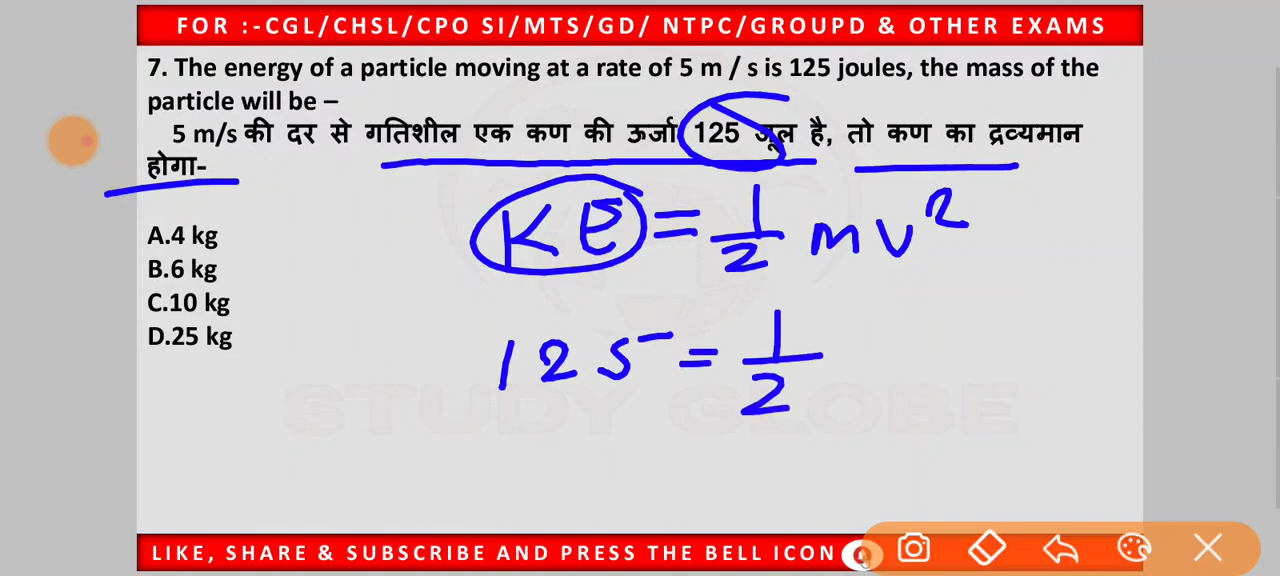 FOR :-CGL/CHSL/CPO SI/MTS/GD/ NTPC/GROUPD & OTHER EXAMS
7. The energy of a particle moving at a rate of 5 m / s is 125 joules, the mass of the
particle will be –
5 m/s की दर से गतिशील एक कण की ऊर्जा 125 जूल है, तो कण का द्रव्यमान
होगा-
A.4 kg
B.6 kg
C.10 kg
D.25 kg
KE = 1/2 mv²
125 = 1/2
STUDY GLOBE
LIKE, SHARE & SUBSCRIBE AND PRESS THE BELL ICON